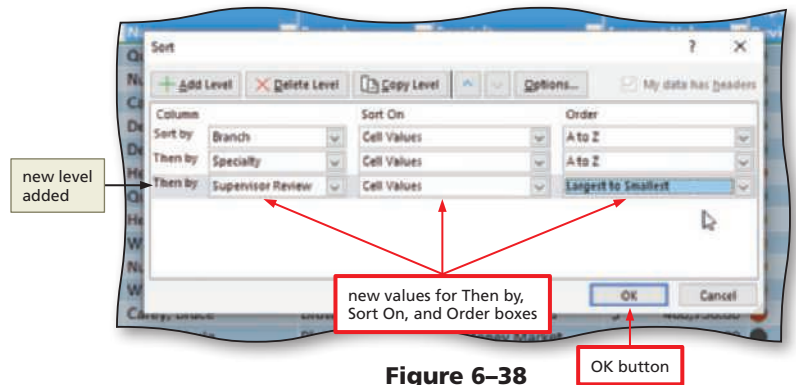 Sort ? ×
Add Level Delete Level Copy Level Options... My data has headers
Column Sort On Order
Sort by Branch Cell Values A to Z
Then by Specialty Cell Values A to Z
Then by Supervisor Review Cell Values Largest to Smallest
new level
added
new values for Then by,
Sort On, and Order boxes
OK Cancel
OK button
Figure 6–38